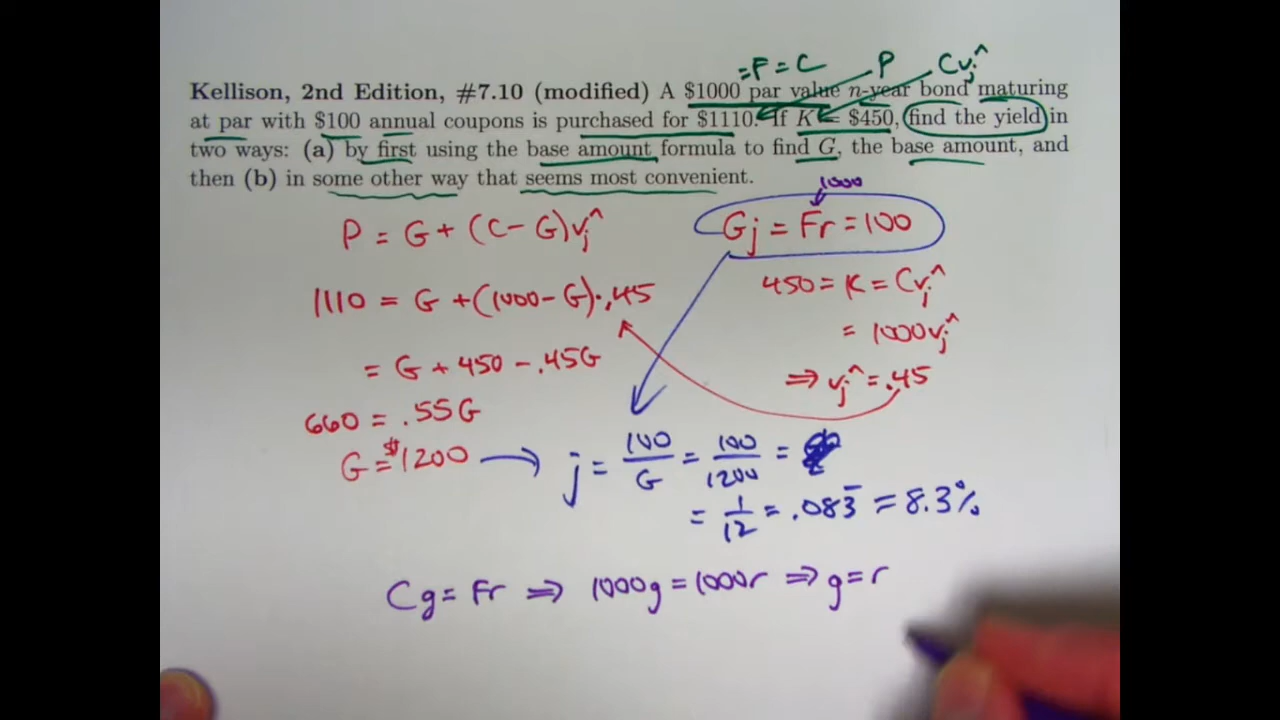 = F = C P Cv_j^n
Kellison, 2nd Edition, #7.10 (modified) A $1000 par value n-year bond maturing
at par with $100 annual coupons is purchased for $1110. If K = $450, find the yield in
two ways: (a) by first using the base amount formula to find G, the base amount, and
then (b) in some other way that seems most convenient.
1000
P = G + (C - G)v_j^n Gj = Fr = 100
1110 = G + (1000 - G)·.45 450 = K = Cv_j^n
= 1000v_j^n
= G + 450 - .45G ⇒ v_j^n = .45
660 = .55G
G = $1200 → j = 100/G = 100/1200 =
= 1/12 = .083̅ = 8.3%
Cg = Fr ⇒ 1000g = 1000r ⇒ g = r